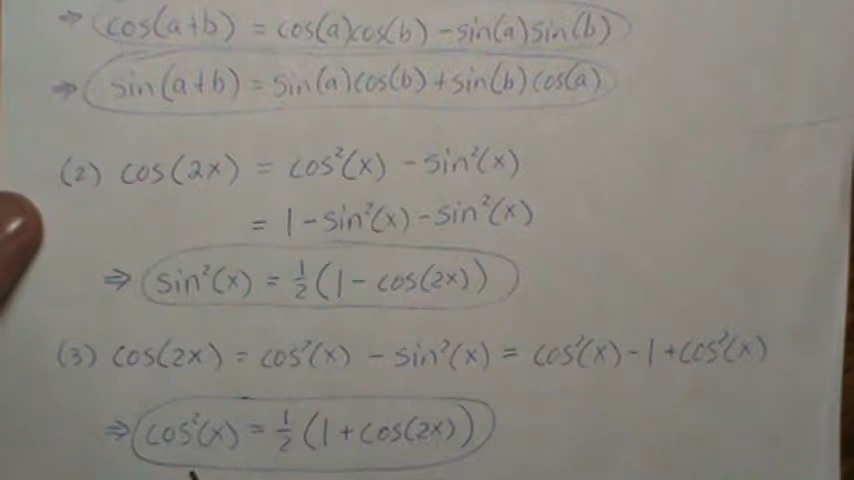 ⇒ cos(a+b) = cos(a)cos(b) - sin(a)sin(b)
⇒ sin(a+b) = sin(a)cos(b) + sin(b)cos(a)
(2) cos(2x) = cos²(x) - sin²(x)
= 1 - sin²(x) - sin²(x)
⇒ sin²(x) = 1/2 (1 - cos(2x))
(3) cos(2x) = cos²(x) - sin²(x) = cos²(x) - 1 + cos²(x)
⇒ cos²(x) = 1/2 (1 + cos(2x))